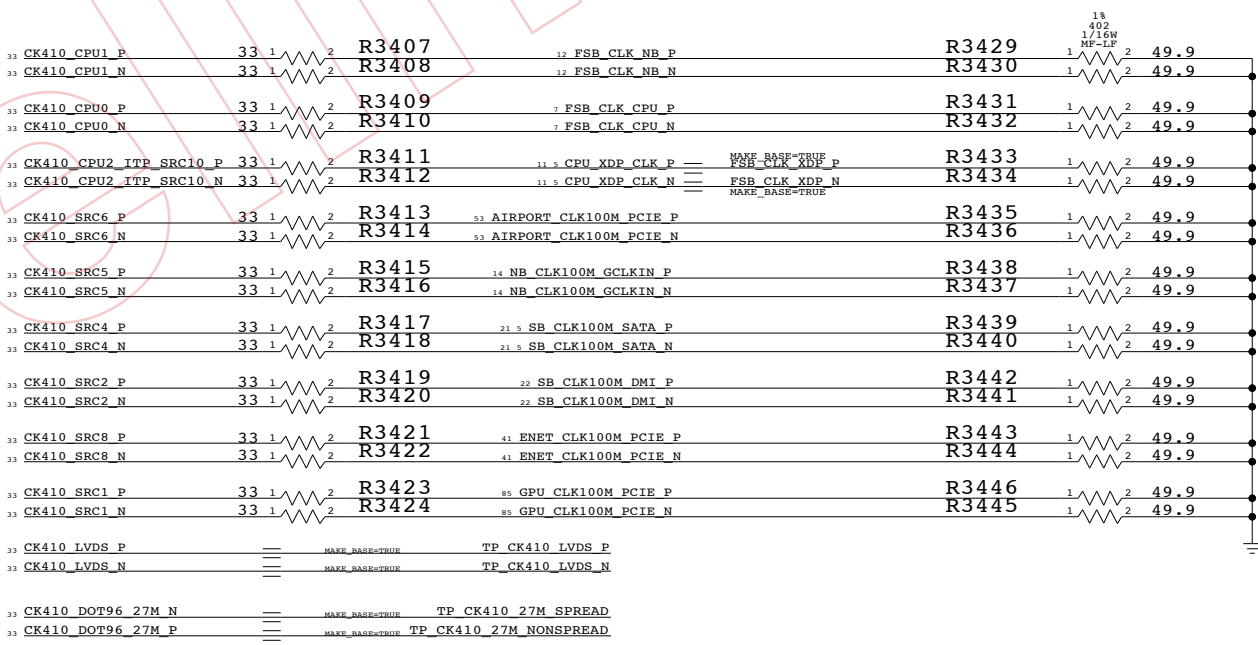 1%
402
1/16W
MF-LF
33 CK410_CPU1_P 33 1 2 R3407 12 FSB_CLK_NB_P R3429 1 2 49.9
33 CK410_CPU1_N 33 1 2 R3408 12 FSB_CLK_NB_N R3430 1 2 49.9
33 CK410_CPU0_P 33 1 2 R3409 7 FSB_CLK_CPU_P R3431 1 2 49.9
33 CK410_CPU0_N 33 1 2 R3410 7 FSB_CLK_CPU_N R3432 1 2 49.9
MAKE_BASE=TRUE
33 CK410_CPU2_ITP_SRC10_P 33 1 2 R3411 11 5 CPU_XDP_CLK_P FSB_CLK_XDP_P R3433 1 2 49.9
33 CK410_CPU2_ITP_SRC10_N 33 1 2 R3412 11 5 CPU_XDP_CLK_N FSB_CLK_XDP_N R3434 1 2 49.9
MAKE_BASE=TRUE
33 CK410_SRC6_P 33 1 2 R3413 53 AIRPORT_CLK100M_PCIE_P R3435 1 2 49.9
33 CK410_SRC6_N 33 1 2 R3414 53 AIRPORT_CLK100M_PCIE_N R3436 1 2 49.9
33 CK410_SRC5_P 33 1 2 R3415 14 NB_CLK100M_GCLKIN_P R3438 1 2 49.9
33 CK410_SRC5_N 33 1 2 R3416 14 NB_CLK100M_GCLKIN_N R3437 1 2 49.9
33 CK410_SRC4_P 33 1 2 R3417 21 5 SB_CLK100M_SATA_P R3439 1 2 49.9
33 CK410_SRC4_N 33 1 2 R3418 21 5 SB_CLK100M_SATA_N R3440 1 2 49.9
33 CK410_SRC2_P 33 1 2 R3419 22 SB_CLK100M_DMI_P R3442 1 2 49.9
33 CK410_SRC2_N 33 1 2 R3420 22 SB_CLK100M_DMI_N R3441 1 2 49.9
33 CK410_SRC8_P 33 1 2 R3421 41 ENET_CLK100M_PCIE_P R3443 1 2 49.9
33 CK410_SRC8_N 33 1 2 R3422 41 ENET_CLK100M_PCIE_N R3444 1 2 49.9
33 CK410_SRC1_P 33 1 2 R3423 85 GPU_CLK100M_PCIE_P R3446 1 2 49.9
33 CK410_SRC1_N 33 1 2 R3424 85 GPU_CLK100M_PCIE_N R3445 1 2 49.9
33 CK410_LVDS_P MAKE_BASE=TRUE TP_CK410_LVDS_P
33 CK410_LVDS_N MAKE_BASE=TRUE TP_CK410_LVDS_N
33 CK410_DOT96_27M_N MAKE_BASE=TRUE TP_CK410_27M_SPREAD
33 CK410_DOT96_27M_P MAKE_BASE=TRUE TP_CK410_27M_NONSPREAD